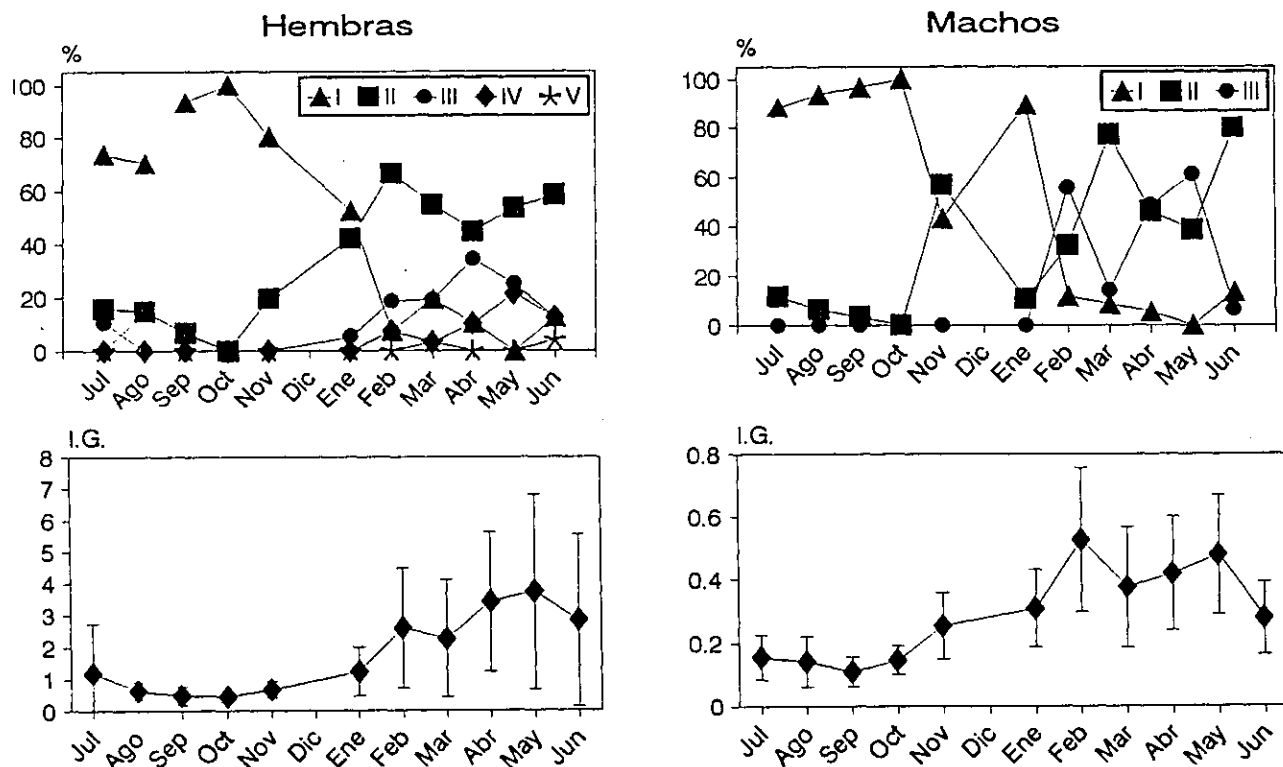 Hembras
%
100
80
60
40
20
0
I II III IV V
Jul Ago Sep Oct Nov Dic Ene Feb Mar Abr May Jun
Machos
%
100
80
60
40
20
0
I II III
Jul Ago Sep Oct Nov Dic Ene Feb Mar Abr May Jun
I.G.
8
7
6
5
4
3
2
1
0
Jul Ago Sep Oct Nov Dic Ene Feb Mar Abr May Jun
I.G.
0.8
0.6
0.4
0.2
0
Jul Ago Sep Oct Nov Dic Ene Feb Mar Abr May Jun